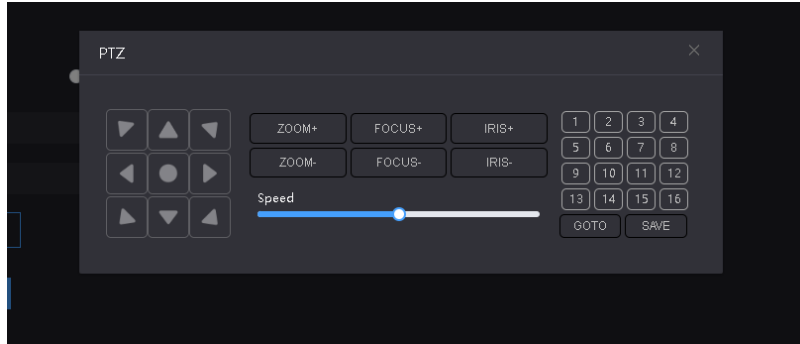 PTZ
ZOOM+ FOCUS+ IRIS+
ZOOM- FOCUS- IRIS-
Speed
1 2 3 4
5 6 7 8
9 10 11 12
13 14 15 16
GOTO SAVE